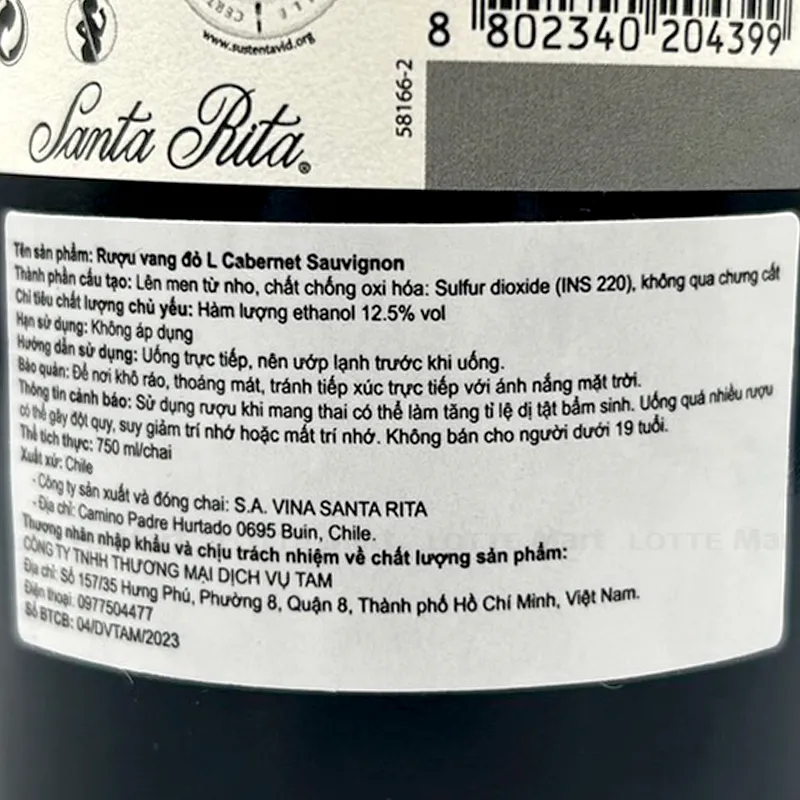 CERT
LLE
www.sustentavid.org
8 802340 204399
58166-2
Santa Rita®
Tên sản phẩm: Rượu vang đỏ L Cabernet Sauvignon
Thành phần cấu tạo: Lên men từ nho, chất chống oxi hóa: Sulfur dioxide (INS 220), không qua chưng cất
Chỉ tiêu chất lượng chủ yếu: Hàm lượng ethanol 12.5% vol
Hạn sử dụng: Không áp dụng
Hướng dẫn sử dụng: Uống trực tiếp, nên ướp lạnh trước khi uống.
Bảo quản: Để nơi khô ráo, thoáng mát, tránh tiếp xúc trực tiếp với ánh nắng mặt trời.
Thông tin cảnh báo: Sử dụng rượu khi mang thai có thể làm tăng tỉ lệ dị tật bẩm sinh. Uống quá nhiều rượu
có thể gây đột quỵ, suy giảm trí nhớ hoặc mất trí nhớ. Không bán cho người dưới 19 tuổi.
Thể tích thực: 750 ml/chai
Xuất xứ: Chile
- Công ty sản xuất và đóng chai: S.A. VINA SANTA RITA
- Địa chỉ: Camino Padre Hurtado 0695 Buin, Chile.
Thương nhân nhập khẩu và chịu trách nhiệm về chất lượng sản phẩm:
CÔNG TY TNHH THƯƠNG MẠI DỊCH VỤ TAM
Địa chỉ: Số 157/35 Hưng Phú, Phường 8, Quận 8, Thành phố Hồ Chí Minh, Việt Nam.
Điện thoại: 0977504477
Số BTCB: 04/DVTAM/2023
LOTTE Mart LOTTE Mar